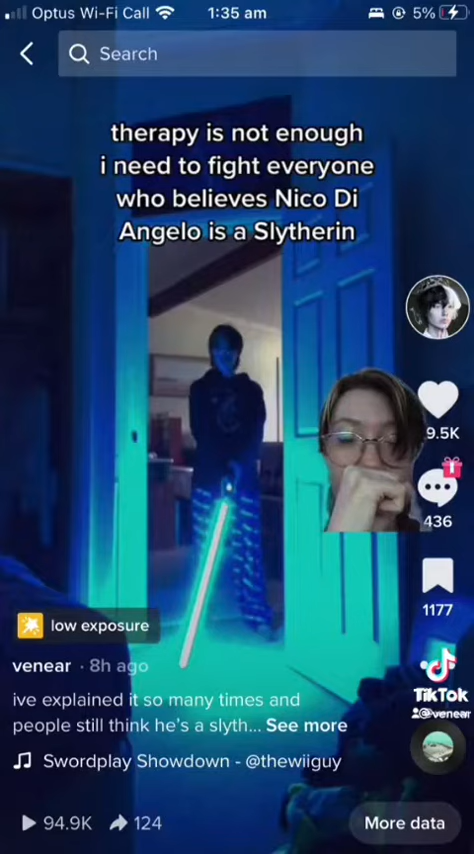 Optus Wi-Fi Call
1:35 am
5%
Search
therapy is not enough
i need to fight everyone
who believes Nico Di
Angelo is a Slytherin
9.5K
436
1177
low exposure
venear · 8h ago
TikTok
@venear
ive explained it so many times and
people still think he's a slyth... See more
Swordplay Showdown - @thewiiguy
94.9K
124
More data